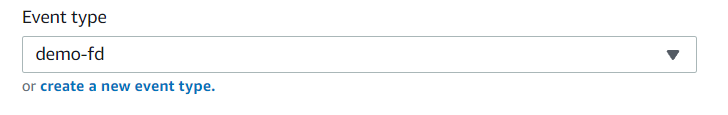 Event type
demo-fd
or create a new event type.